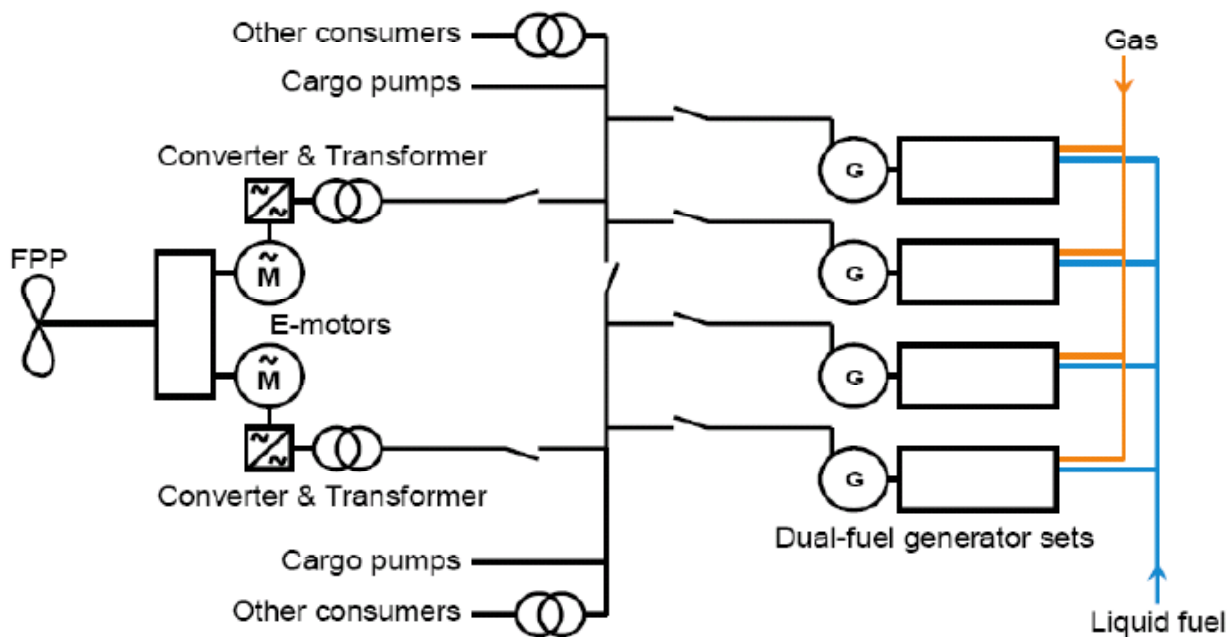 Other consumers
Gas
Cargo pumps
Converter & Transformer
G
FPP
M
G
E-motors
M
G
Converter & Transformer
G
Dual-fuel generator sets
Cargo pumps
Other consumers
Liquid fuel